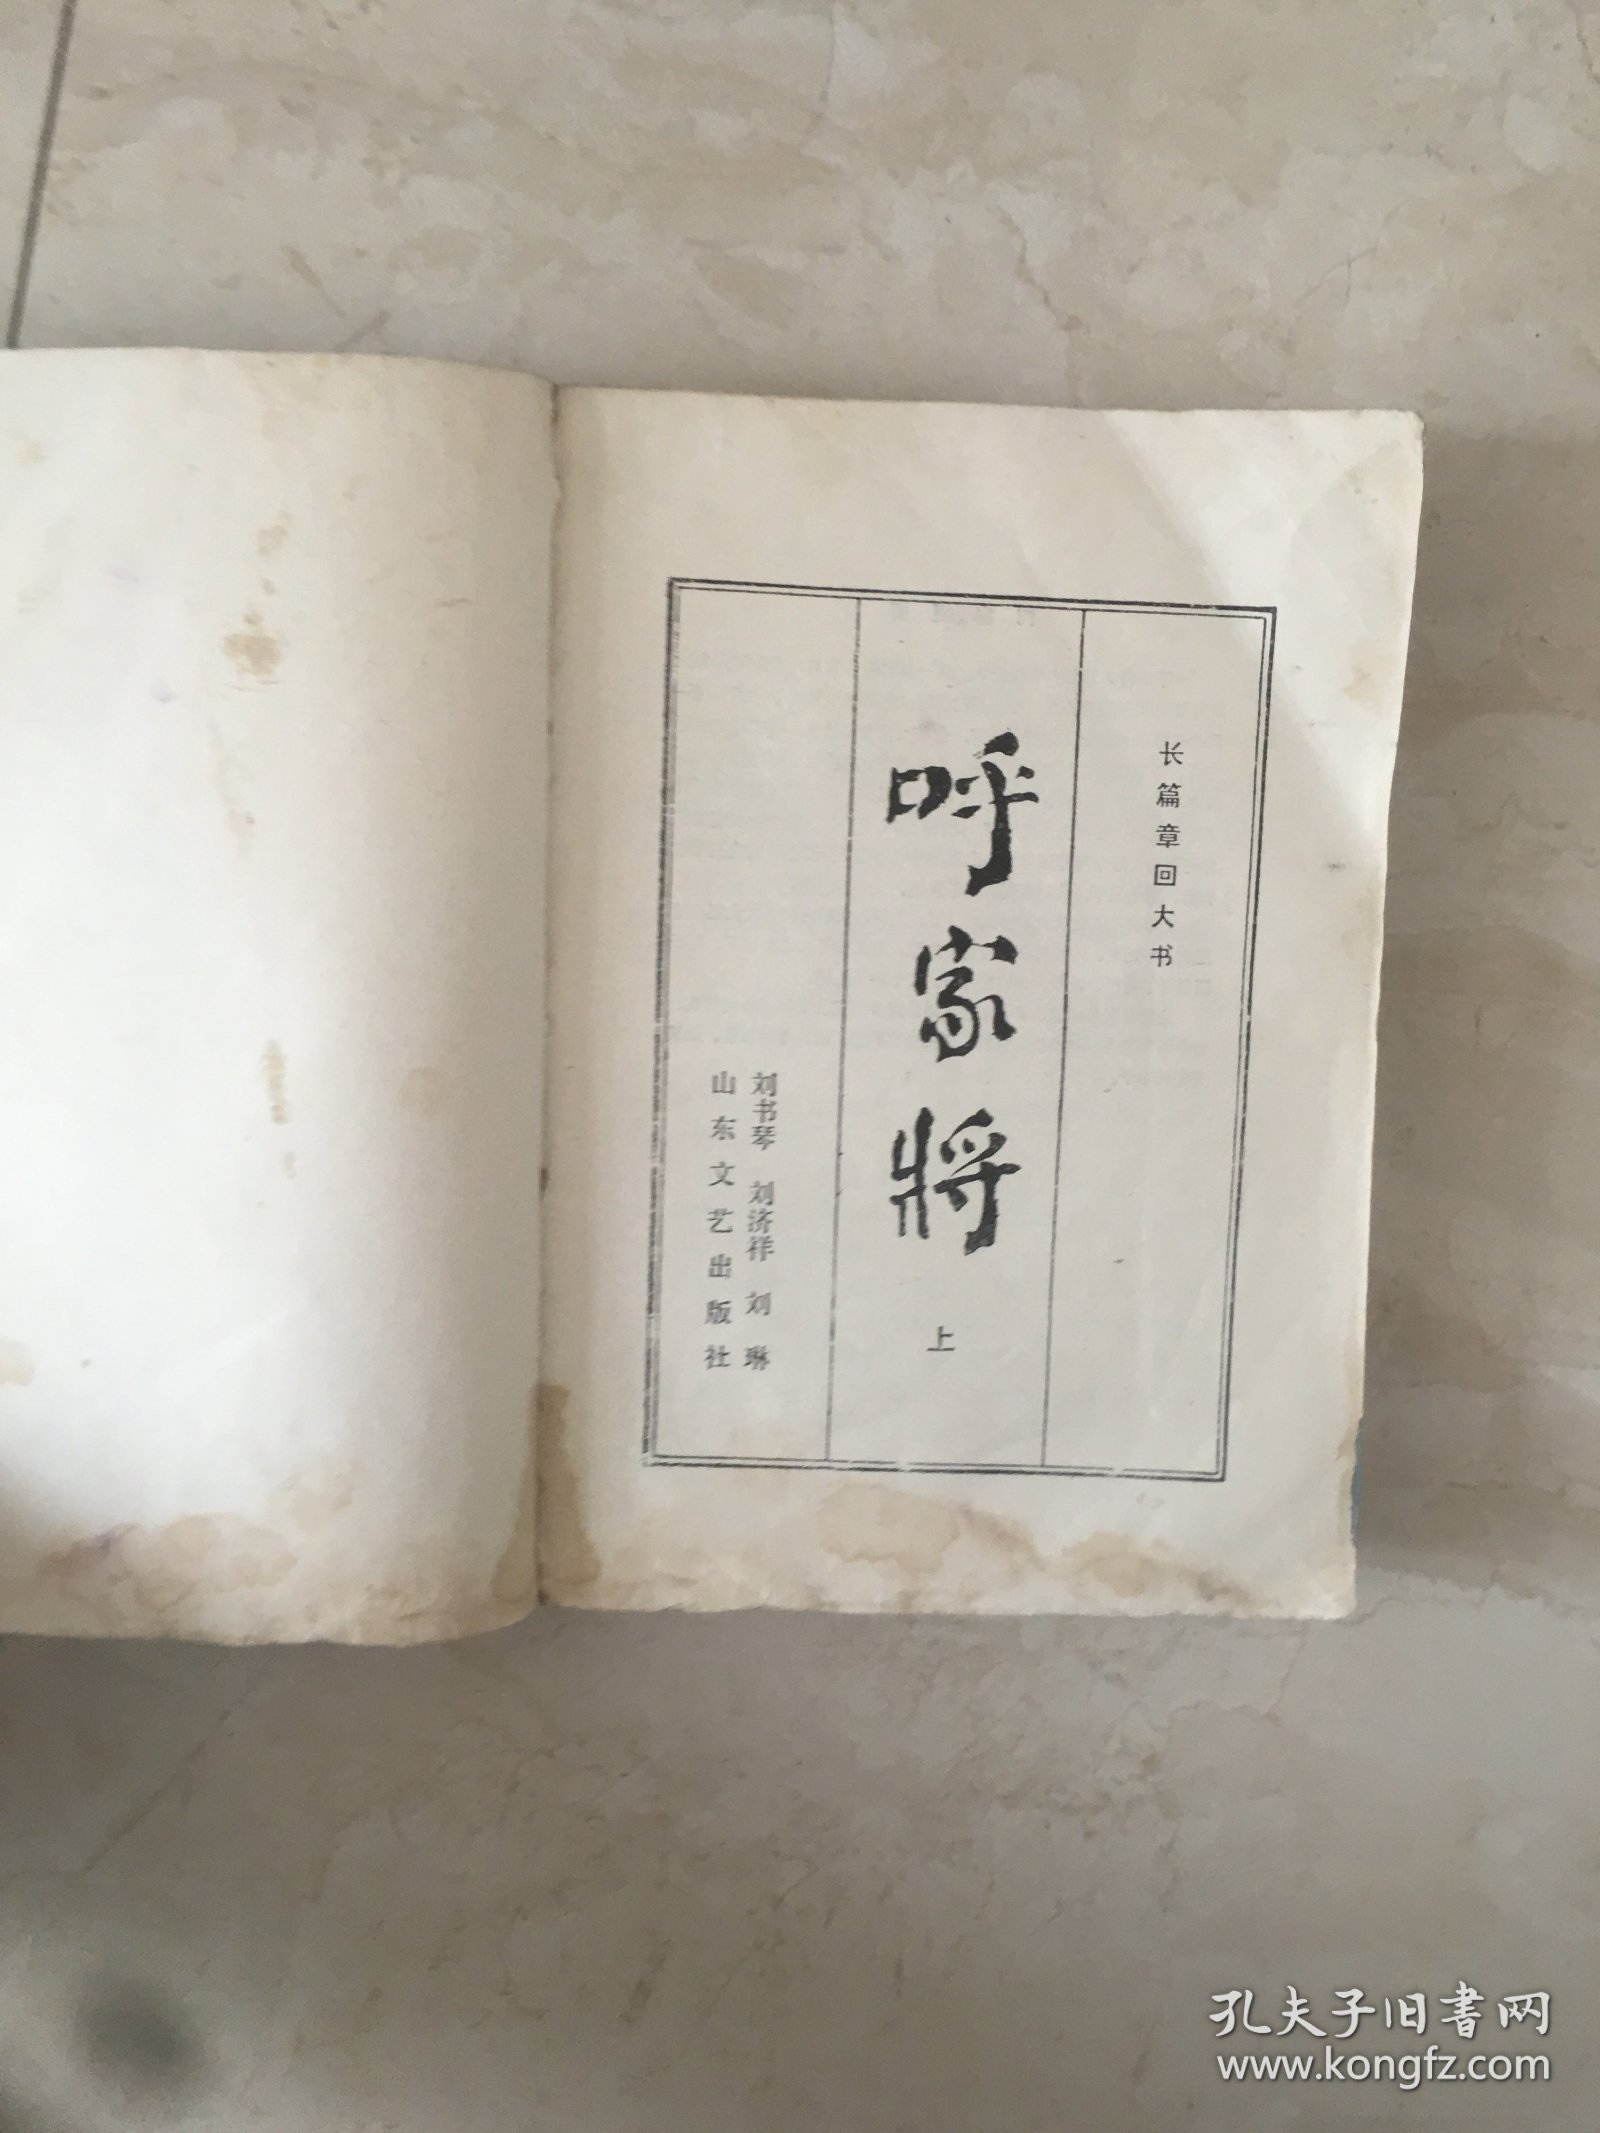 长篇章回大书
呼家将
上
刘书琴 刘济祥 刘琳
山东文艺出版社
孔夫子旧书网
www.kongfz.com